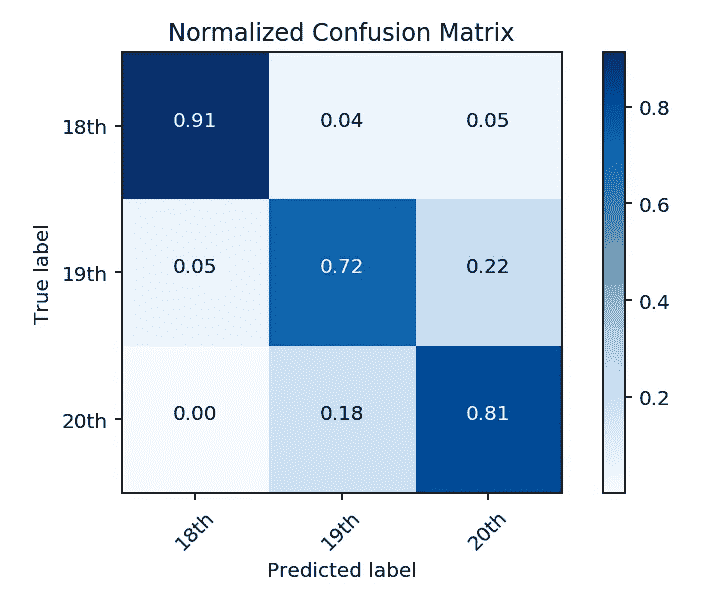 Normalized Confusion Matrix
True label
18th 0.91 0.04 0.05
19th 0.05 0.72 0.22
20th 0.00 0.18 0.81
18th 19th 20th
Predicted label
0.8
0.6
0.4
0.2